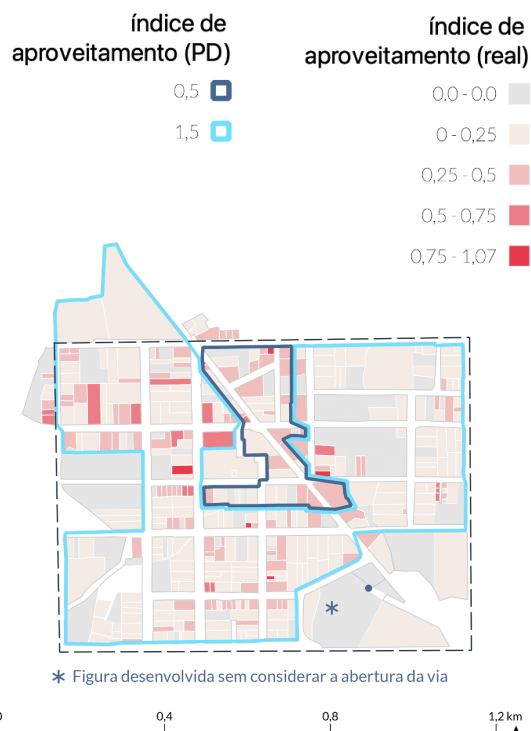 índice de
aproveitamento (PD)
0,5
1,5
índice de
aproveitamento (real)
0.0 - 0.0
0 - 0,25
0,25 - 0,5
0,5 - 0,75
0,75 - 1,07
* Figura desenvolvida sem considerar a abertura da via
0
0,4
0,8
1,2 km